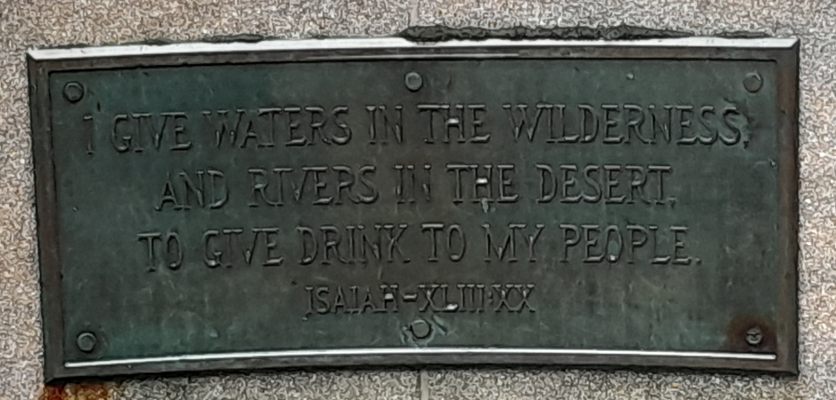 I GIVE WATERS IN THE WILDERNESS,
AND RIVERS IN THE DESERT,
TO GIVE DRINK TO MY PEOPLE.
ISAIAH-XLIII·XX